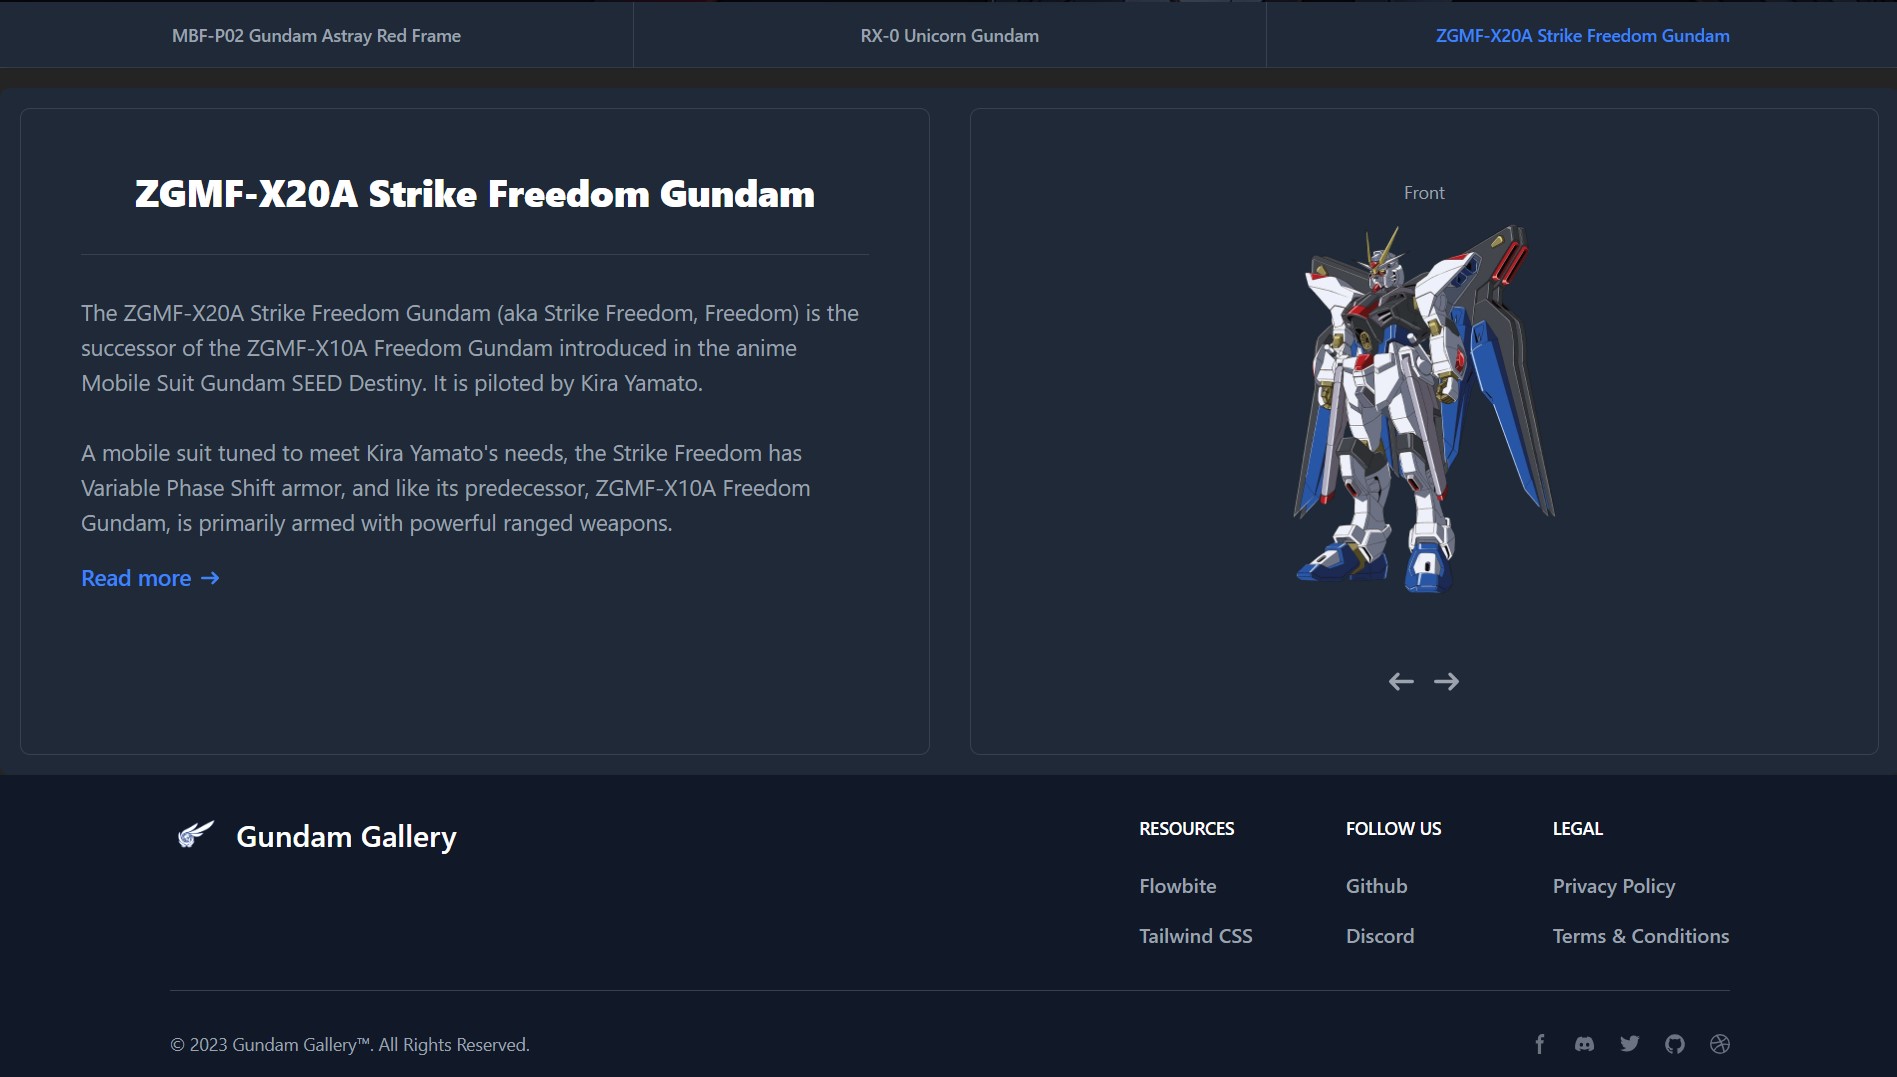 MBF-P02 Gundam Astray Red Frame
RX-0 Unicorn Gundam
ZGMF-X20A Strike Freedom Gundam
ZGMF-X20A Strike Freedom Gundam
The ZGMF-X20A Strike Freedom Gundam (aka Strike Freedom, Freedom) is the
successor of the ZGMF-X10A Freedom Gundam introduced in the anime
Mobile Suit Gundam SEED Destiny. It is piloted by Kira Yamato.
A mobile suit tuned to meet Kira Yamato's needs, the Strike Freedom has
Variable Phase Shift armor, and like its predecessor, ZGMF-X10A Freedom
Gundam, is primarily armed with powerful ranged weapons.
Read more →
Front
Gundam Gallery
RESOURCES
Flowbite
Tailwind CSS
FOLLOW US
Github
Discord
LEGAL
Privacy Policy
Terms & Conditions
© 2023 Gundam Gallery™. All Rights Reserved.